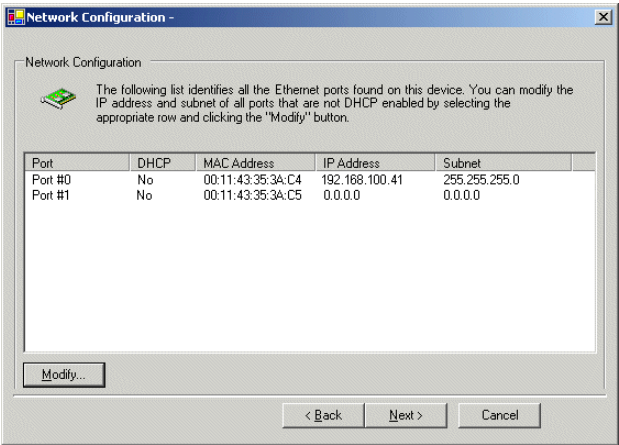 Network Configuration -
Network Configuration
The following list identifies all the Ethernet ports found on this device. You can modify the
IP address and subnet of all ports that are not DHCP enabled by selecting the
appropriate row and clicking the "Modify" button.
Port DHCP MAC Address IP Address Subnet
Port #0 No 00:11:43:35:3A:C4 192.168.100.41 255.255.255.0
Port #1 No 00:11:43:35:3A:C5 0.0.0.0 0.0.0.0
Modify...
< Back Next > Cancel